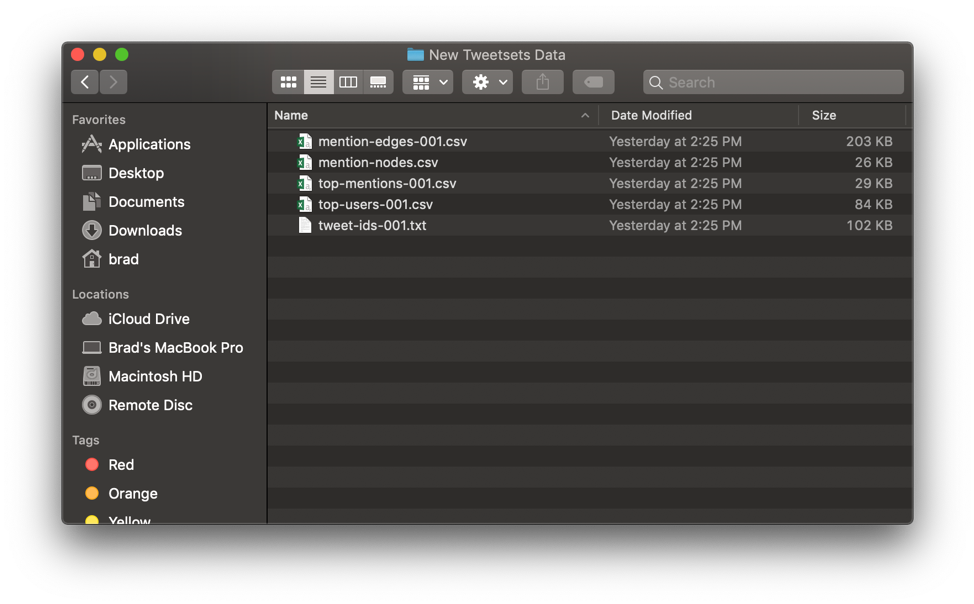 New Tweetsets Data
Search
Favorites
Applications
Desktop
Documents
Downloads
brad
Locations
iCloud Drive
Brad's MacBook Pro
Macintosh HD
Remote Disc
Tags
Red
Orange
Yellow
Name Date Modified Size
mention-edges-001.csv Yesterday at 2:25 PM 203 KB
mention-nodes.csv Yesterday at 2:25 PM 26 KB
top-mentions-001.csv Yesterday at 2:25 PM 29 KB
top-users-001.csv Yesterday at 2:25 PM 84 KB
tweet-ids-001.txt Yesterday at 2:25 PM 102 KB